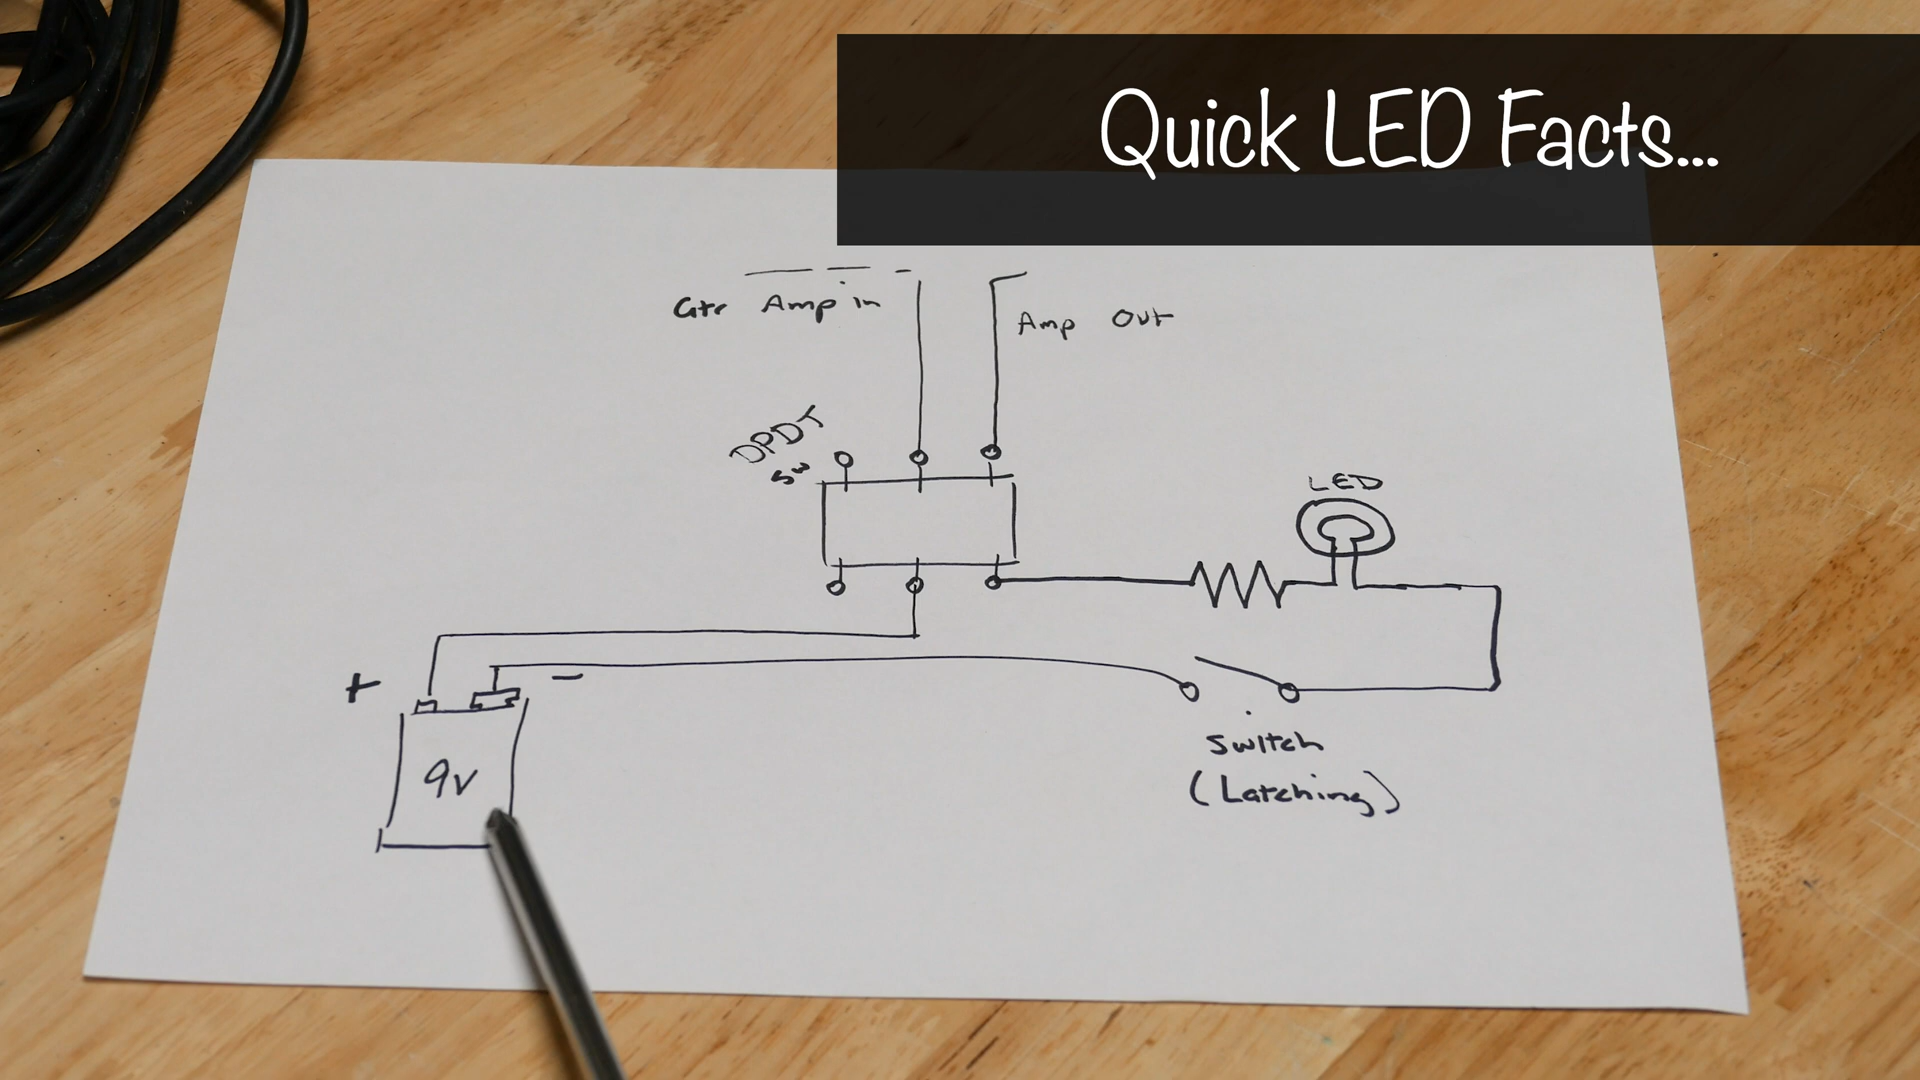 Quick LED Facts...
Gtr Amp in
Amp Out
DPDT
Sw
LED
+
-
9v
Switch
(Latching)